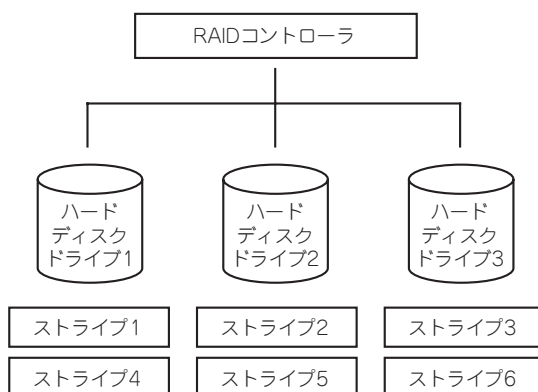 RAIDコントローラ
ハード
ディスク
ドライブ1
ハード
ディスク
ドライブ2
ハード
ディスク
ドライブ3
ストライプ1
ストライプ2
ストライプ3
ストライプ4
ストライプ5
ストライプ6